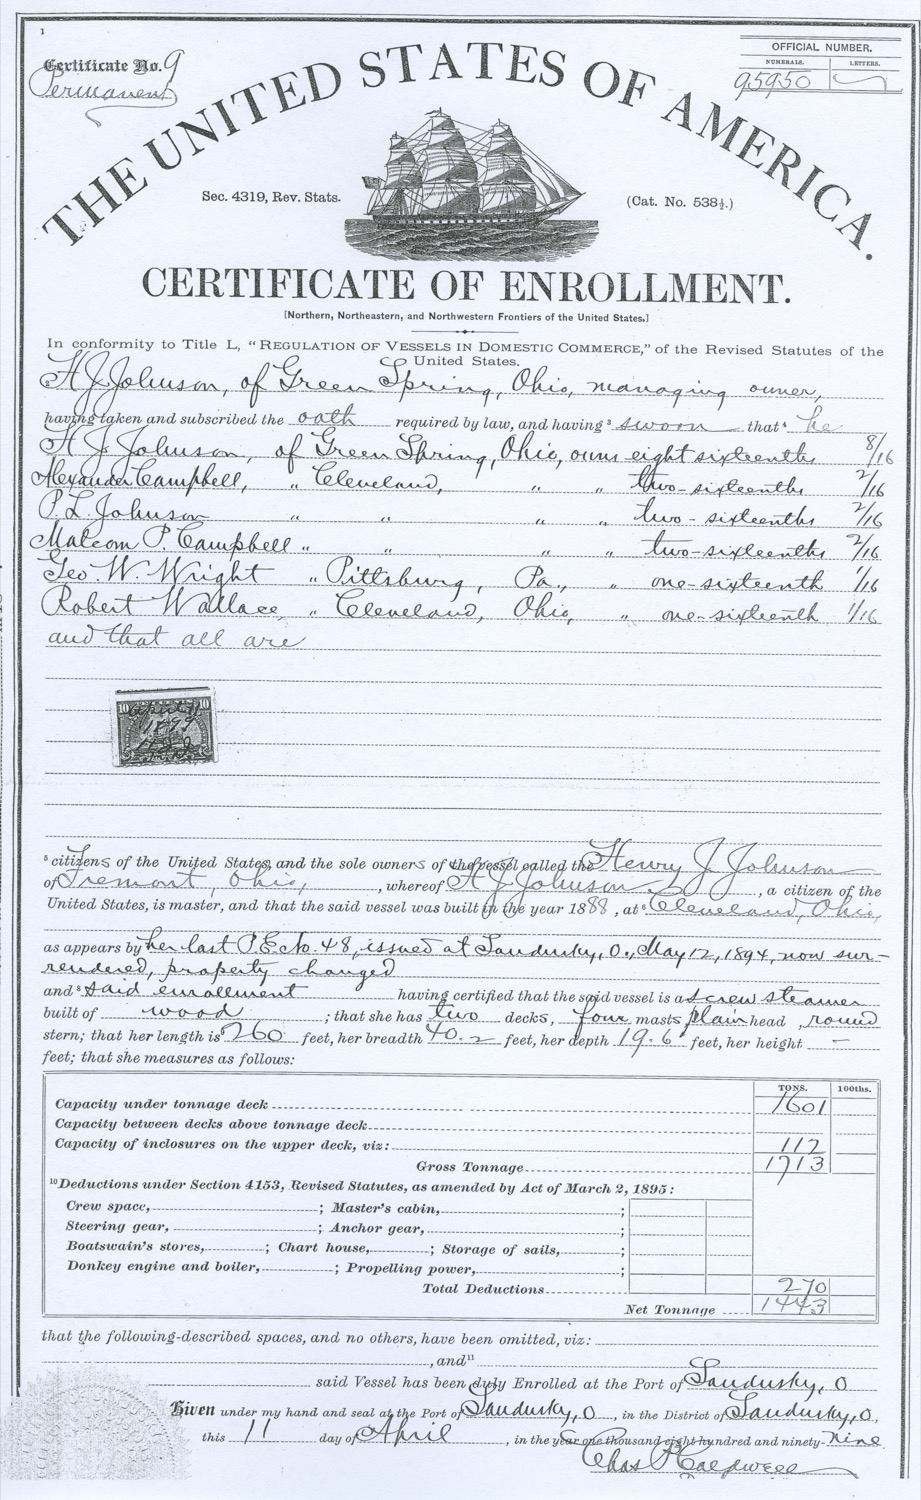 1
Certificate No. 9
Permanent
OFFICIAL NUMBER.
NUMERALS. LETTERS.
95950
THE UNITED STATES OF AMERICA.
Sec. 4319, Rev. Stats. (Cat. No. 538½.)
CERTIFICATE OF ENROLLMENT.
[Northern, Northeastern, and Northwestern Frontiers of the United States.]
In conformity to Title L, "REGULATION OF VESSELS IN DOMESTIC COMMERCE," of the Revised Statutes of the
United States.
H J Johnson, of Green Spring, Ohio, managing owner,
having taken and subscribed the oath required by law, and having ³ sworn that ⁴ he
H J Johnson, of Green Spring, Ohio, owns eight sixteenths 8/16
Alexander Campbell, " Cleveland, " " two-sixteenths 2/16
P. L. Johnson " " " " two-sixteenths 2/16
Malcom P. Campbell " " " " two-sixteenths 2/16
Geo. W. Wright " Pittsburg, Pa., " one-sixteenth 1/16
Robert Wallace, " Cleveland, Ohio, " one-sixteenth 1/16
and that all are
10 10
April 11
1899
⁵ citizens of the United States, and the sole owners of the vessel called the Henry J Johnson
of Fremont, Ohio, , whereof H J Johnson , a citizen of the
United States, is master, and that the said vessel was built in the year 1888, at ⁶ Cleveland, Ohio,
as appears by her last P. E. No. 48, issued at Sandusky, O., May 12, 1894, now sur-
rendered, property changed
and ⁸ said enrollment having certified that the said vessel is a screw steamer
built of wood ; that she has two decks, four masts, plain head, round
stern; that her length is 260 feet, her breadth 40.2 feet, her depth 19.6 feet, her height —
feet; that she measures as follows:
TONS. 100ths.
Capacity under tonnage deck 1601
Capacity between decks above tonnage deck
Capacity of inclosures on the upper deck, viz: 112
Gross Tonnage 1713
¹⁰Deductions under Section 4153, Revised Statutes, as amended by Act of March 2, 1895:
Crew space, ; Master's cabin, ;
Steering gear, ; Anchor gear, ;
Boatswain's stores, ; Chart house, ; Storage of sails, ;
Donkey engine and boiler, ; Propelling power, ;
Total Deductions 270
Net Tonnage 1443
that the following-described spaces, and no others, have been omitted, viz:
, and ¹¹
said Vessel has been duly Enrolled at the Port of Sandusky, O
Given under my hand and seal at the Port of Sandusky, O , in the District of Sandusky, O,
this 11 day of April , in the year one thousand eight hundred and ninety-nine
Chas P Caldwell